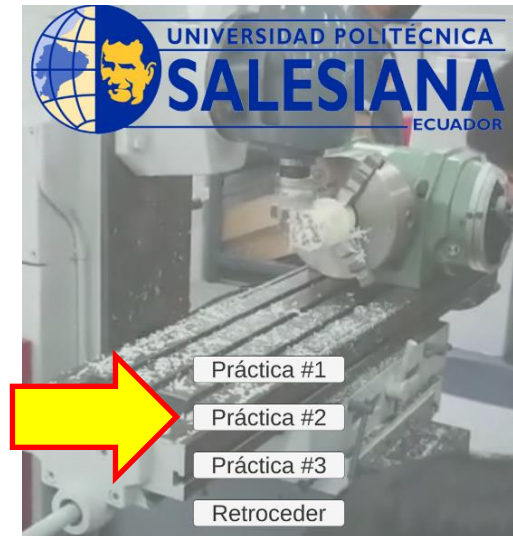 UNIVERSIDAD POLITÉCNICA
SALESIANA
ECUADOR
Práctica #1
Práctica #2
Práctica #3
Retroceder